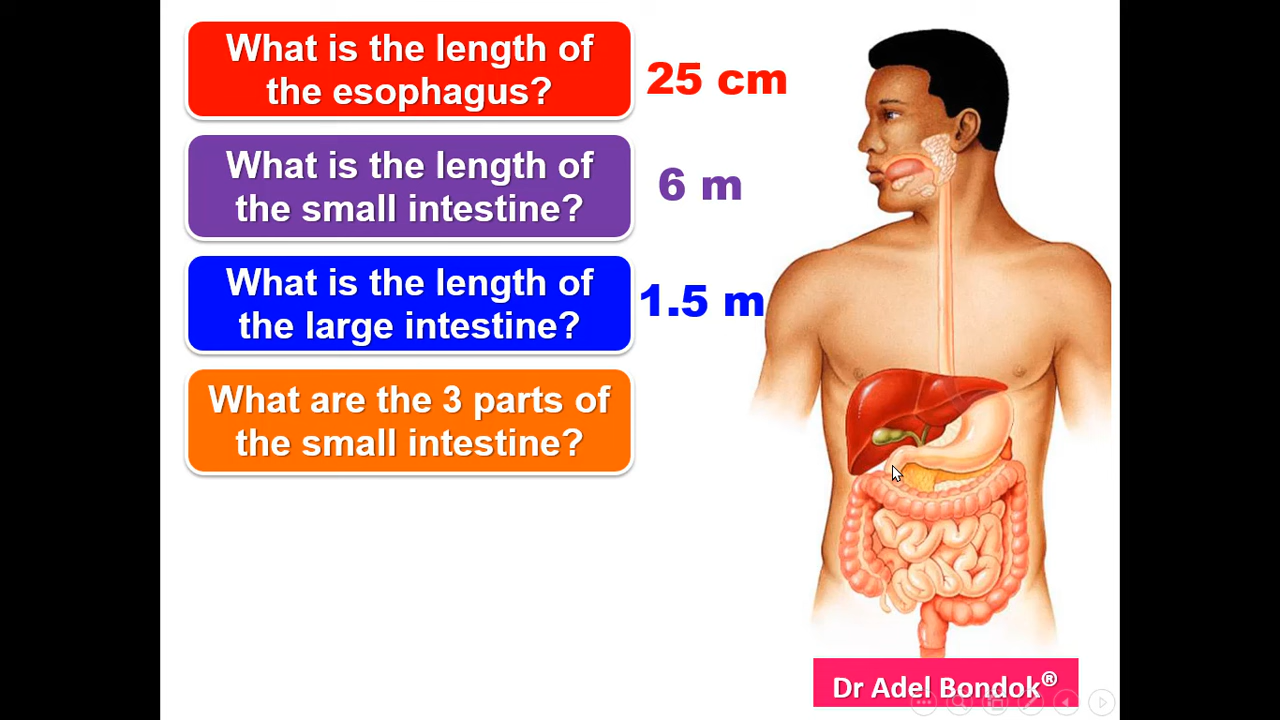 What is the length of
the esophagus?
25 cm
What is the length of
the small intestine?
6 m
What is the length of
the large intestine?
1.5 m
What are the 3 parts of
the small intestine?
Dr Adel Bondok®